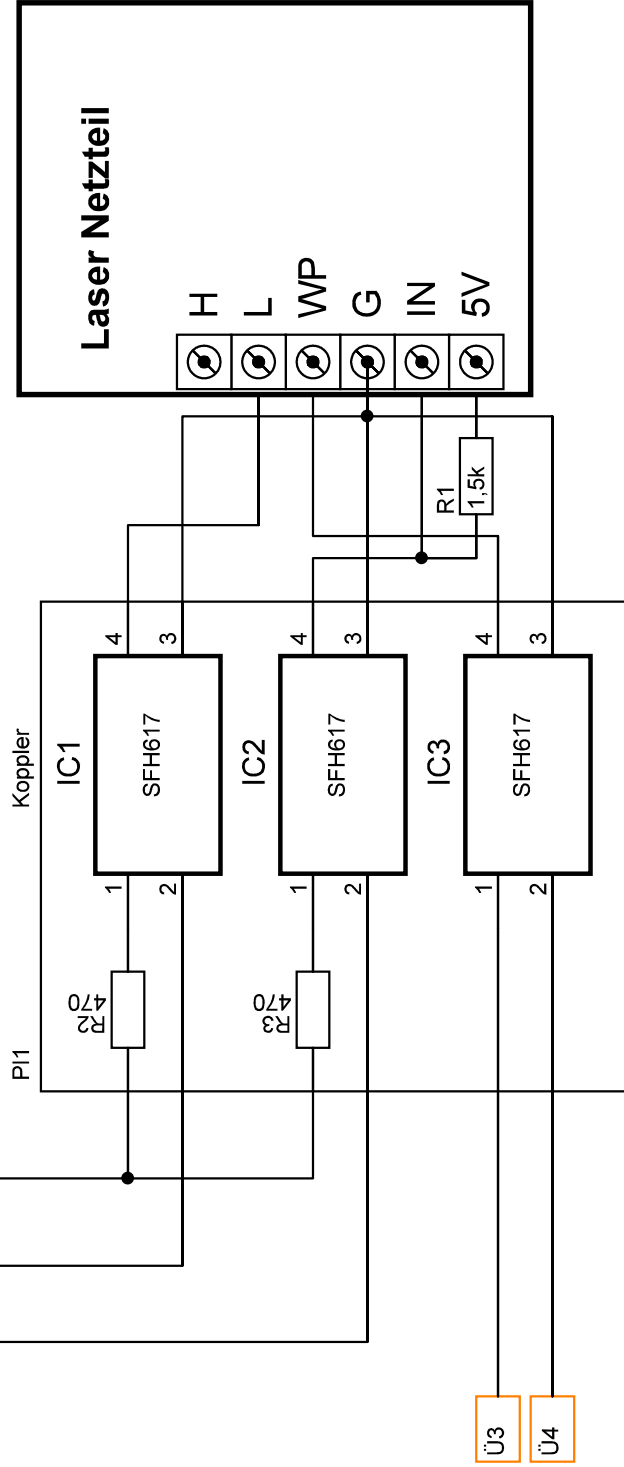 Laser Netzteil
H
L
WP
G
IN
5V
R1
1,5k
Koppler
IC1
SFH617
4
3
1
2
IC2
SFH617
4
3
1
2
IC3
SFH617
4
3
1
2
R2
470
R3
470
PI1
Ü3
Ü4